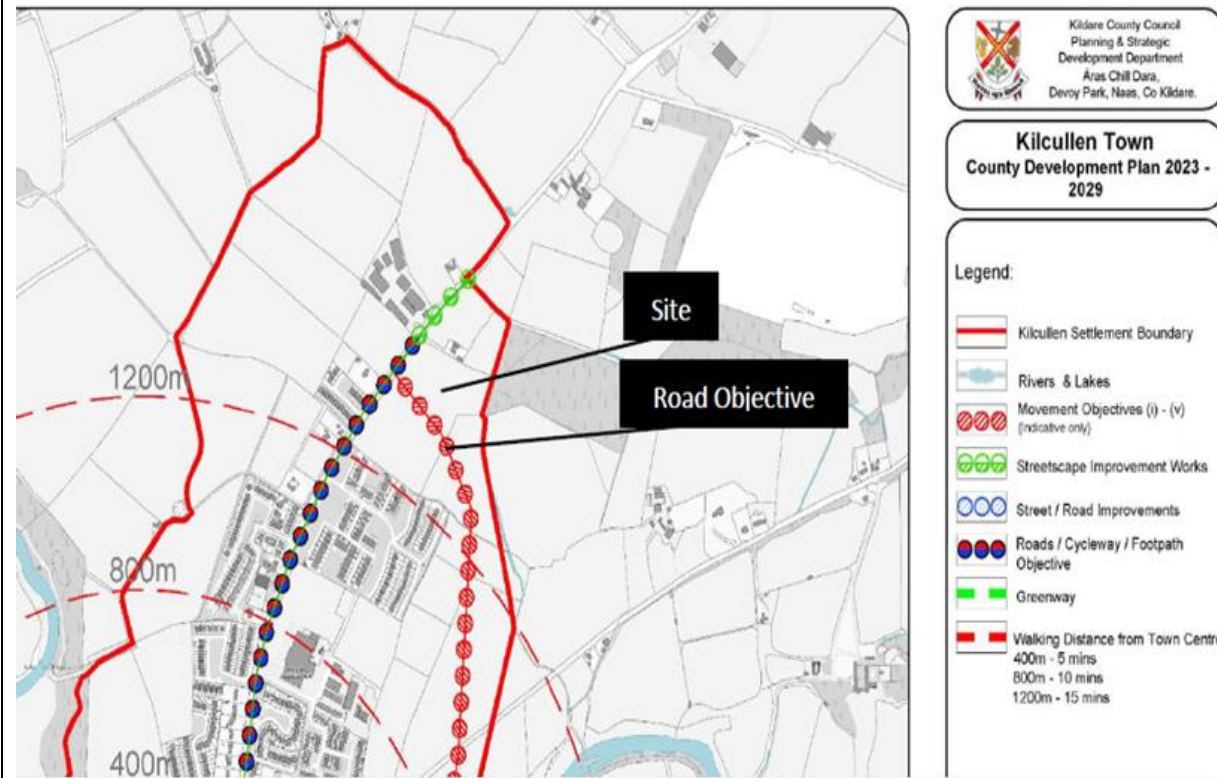 Kildare County Council
Planning & Strategic
Development Department
Áras Chill Dara,
Devoy Park, Naas, Co Kildare.
Kilcullen Town
County Development Plan 2023 -
2029
Legend:
Kilcullen Settlement Boundary
Rivers & Lakes
Movement Objectives (i) - (v)
(Indicative only)
Streetscape Improvement Works
Street / Road Improvements
Roads / Cycleway / Footpath
Objective
Greenway
Walking Distance from Town Centre
400m - 5 mins
800m - 10 mins
1200m - 15 mins
Site
Road Objective
1200m
800m
400m